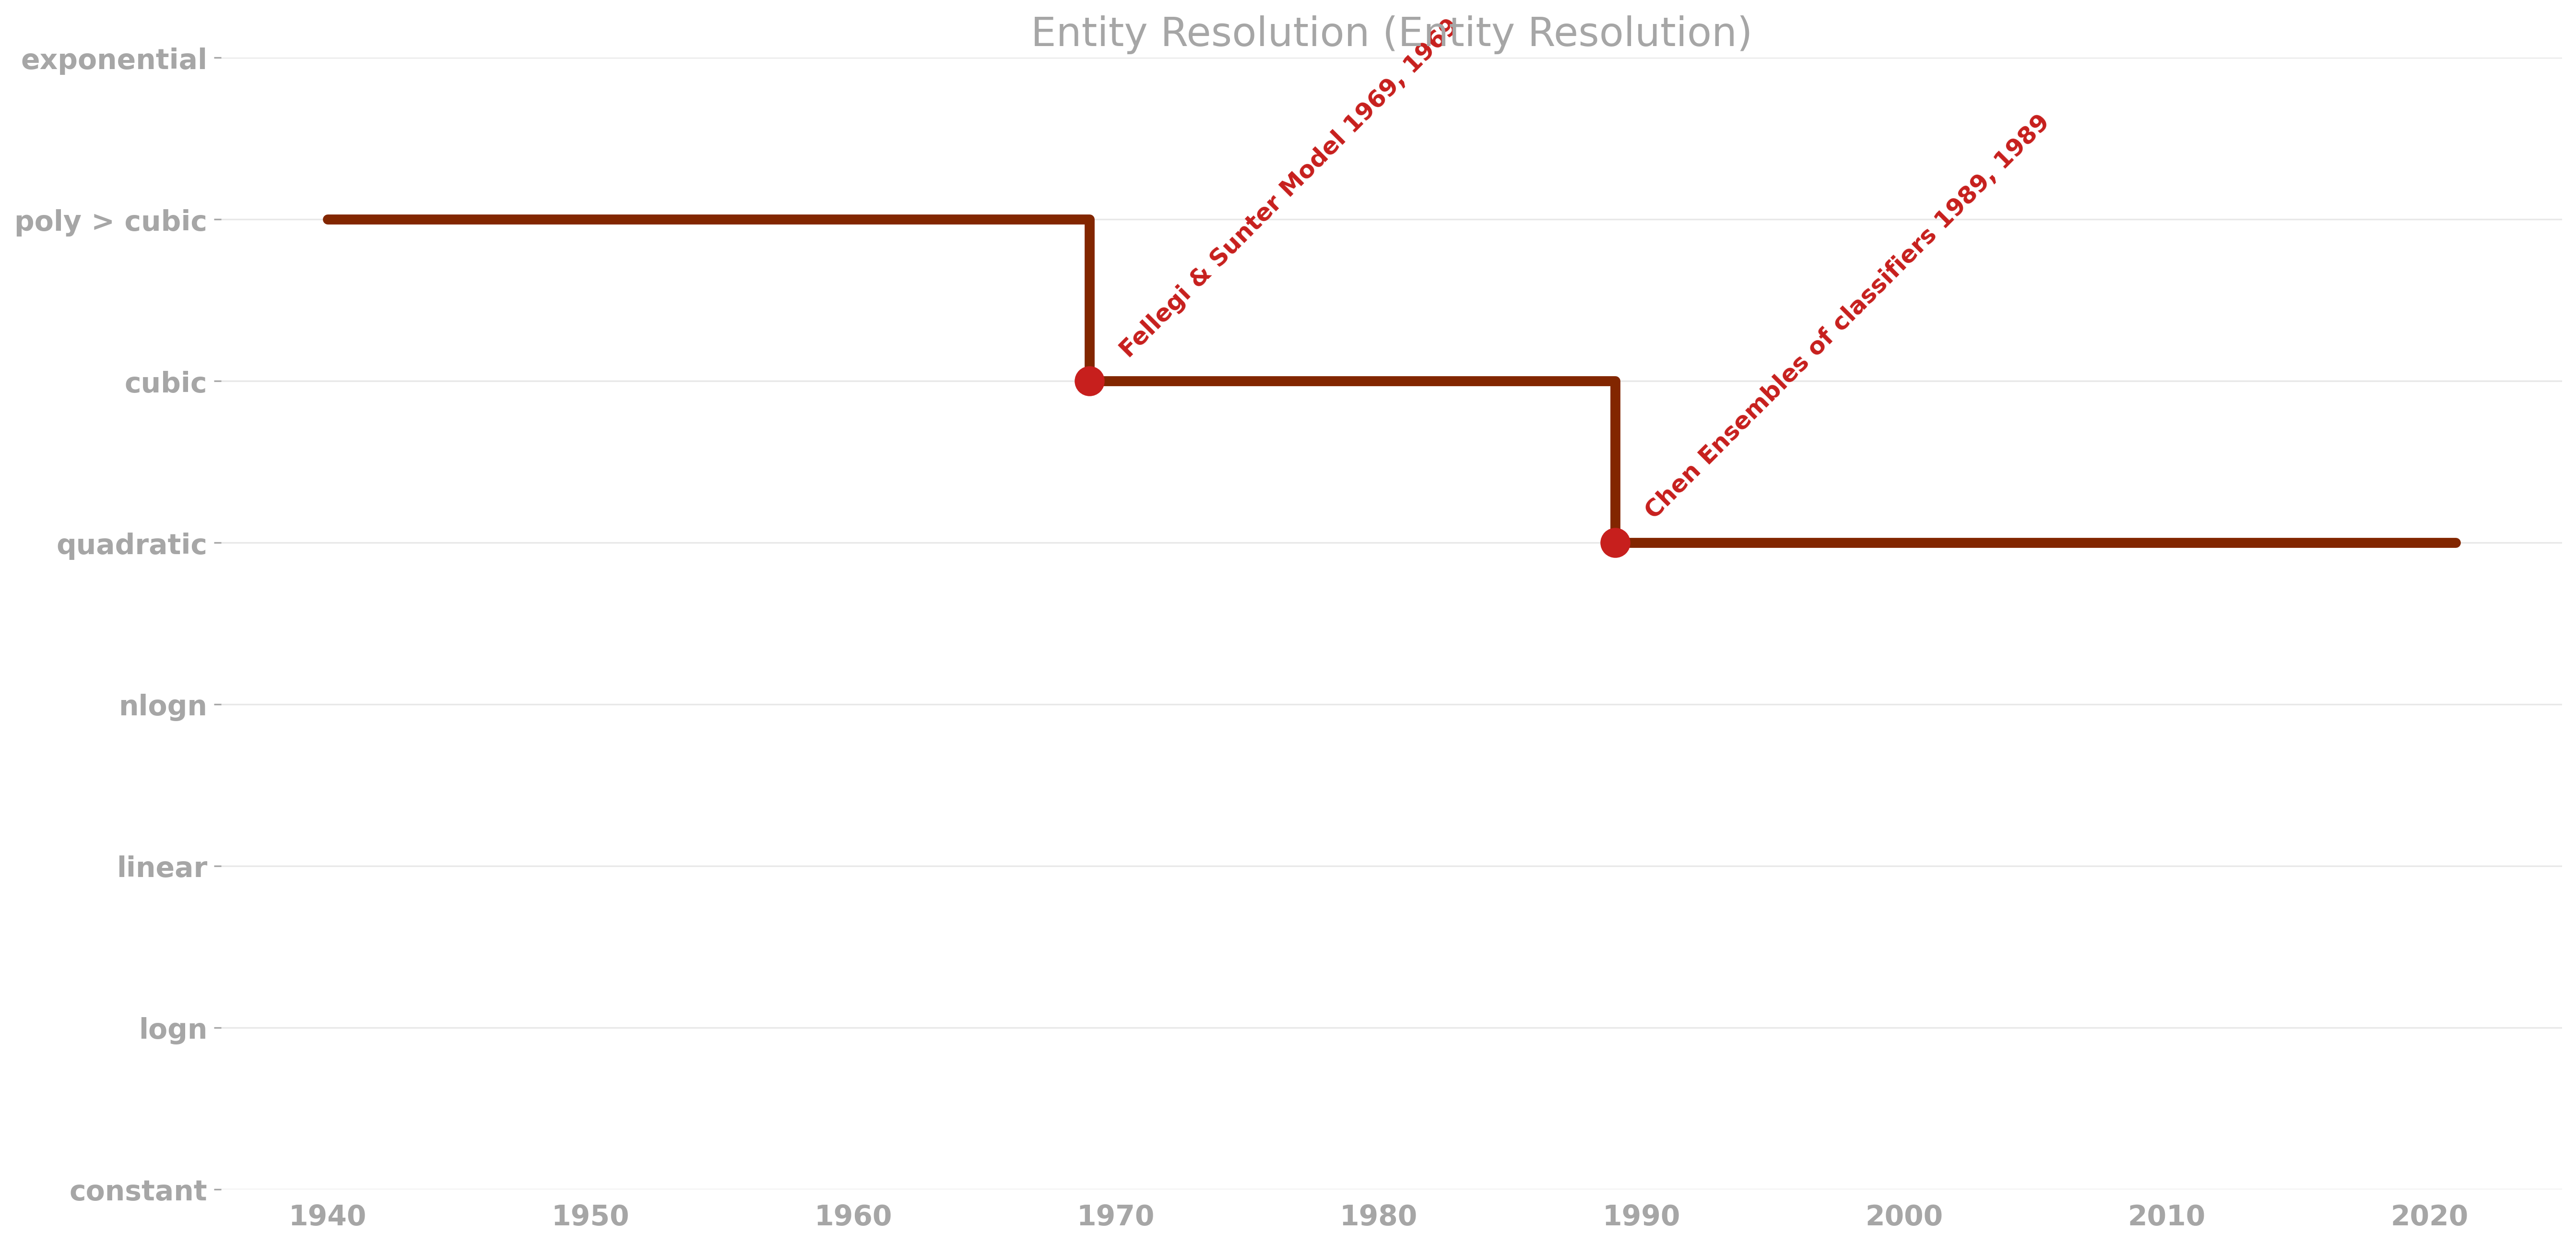 Entity Resolution (Entity Resolution)
exponential
poly > cubic
cubic
quadratic
nlogn
linear
logn
constant
Fellegi & Sunter Model 1969, 1969
Chen Ensembles of classifiers 1989, 1989
1940 1950 1960 1970 1980 1990 2000 2010 2020